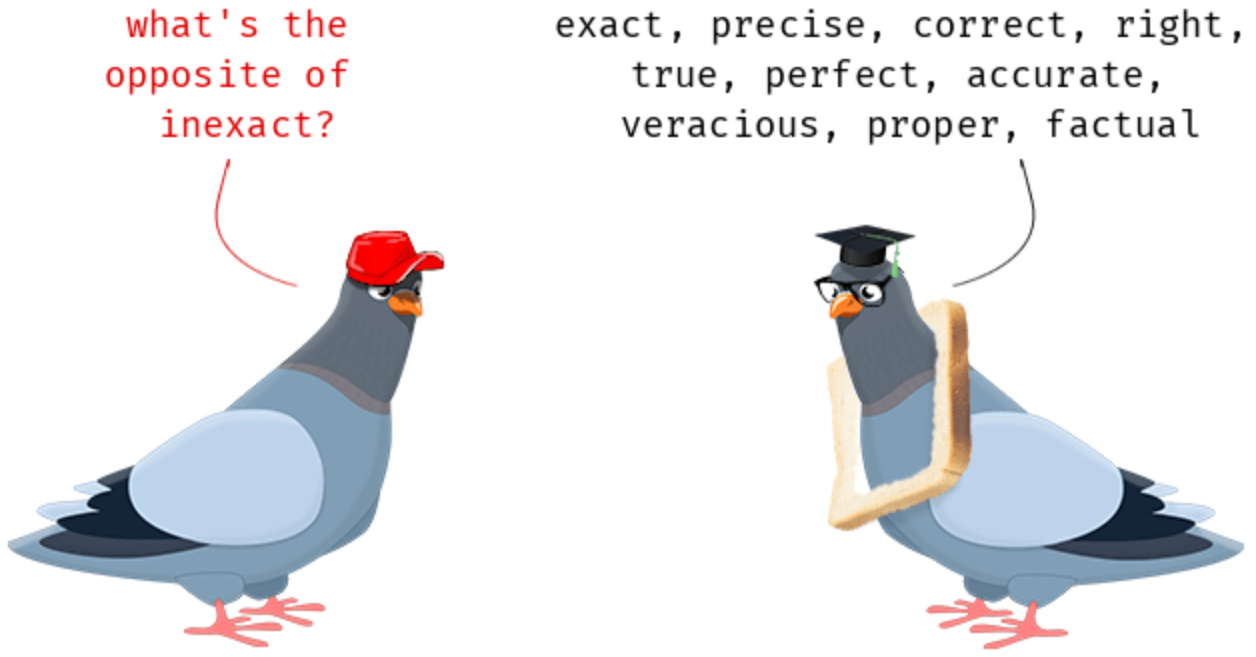 what's the
opposite of
inexact?
exact, precise, correct, right,
true, perfect, accurate,
veracious, proper, factual